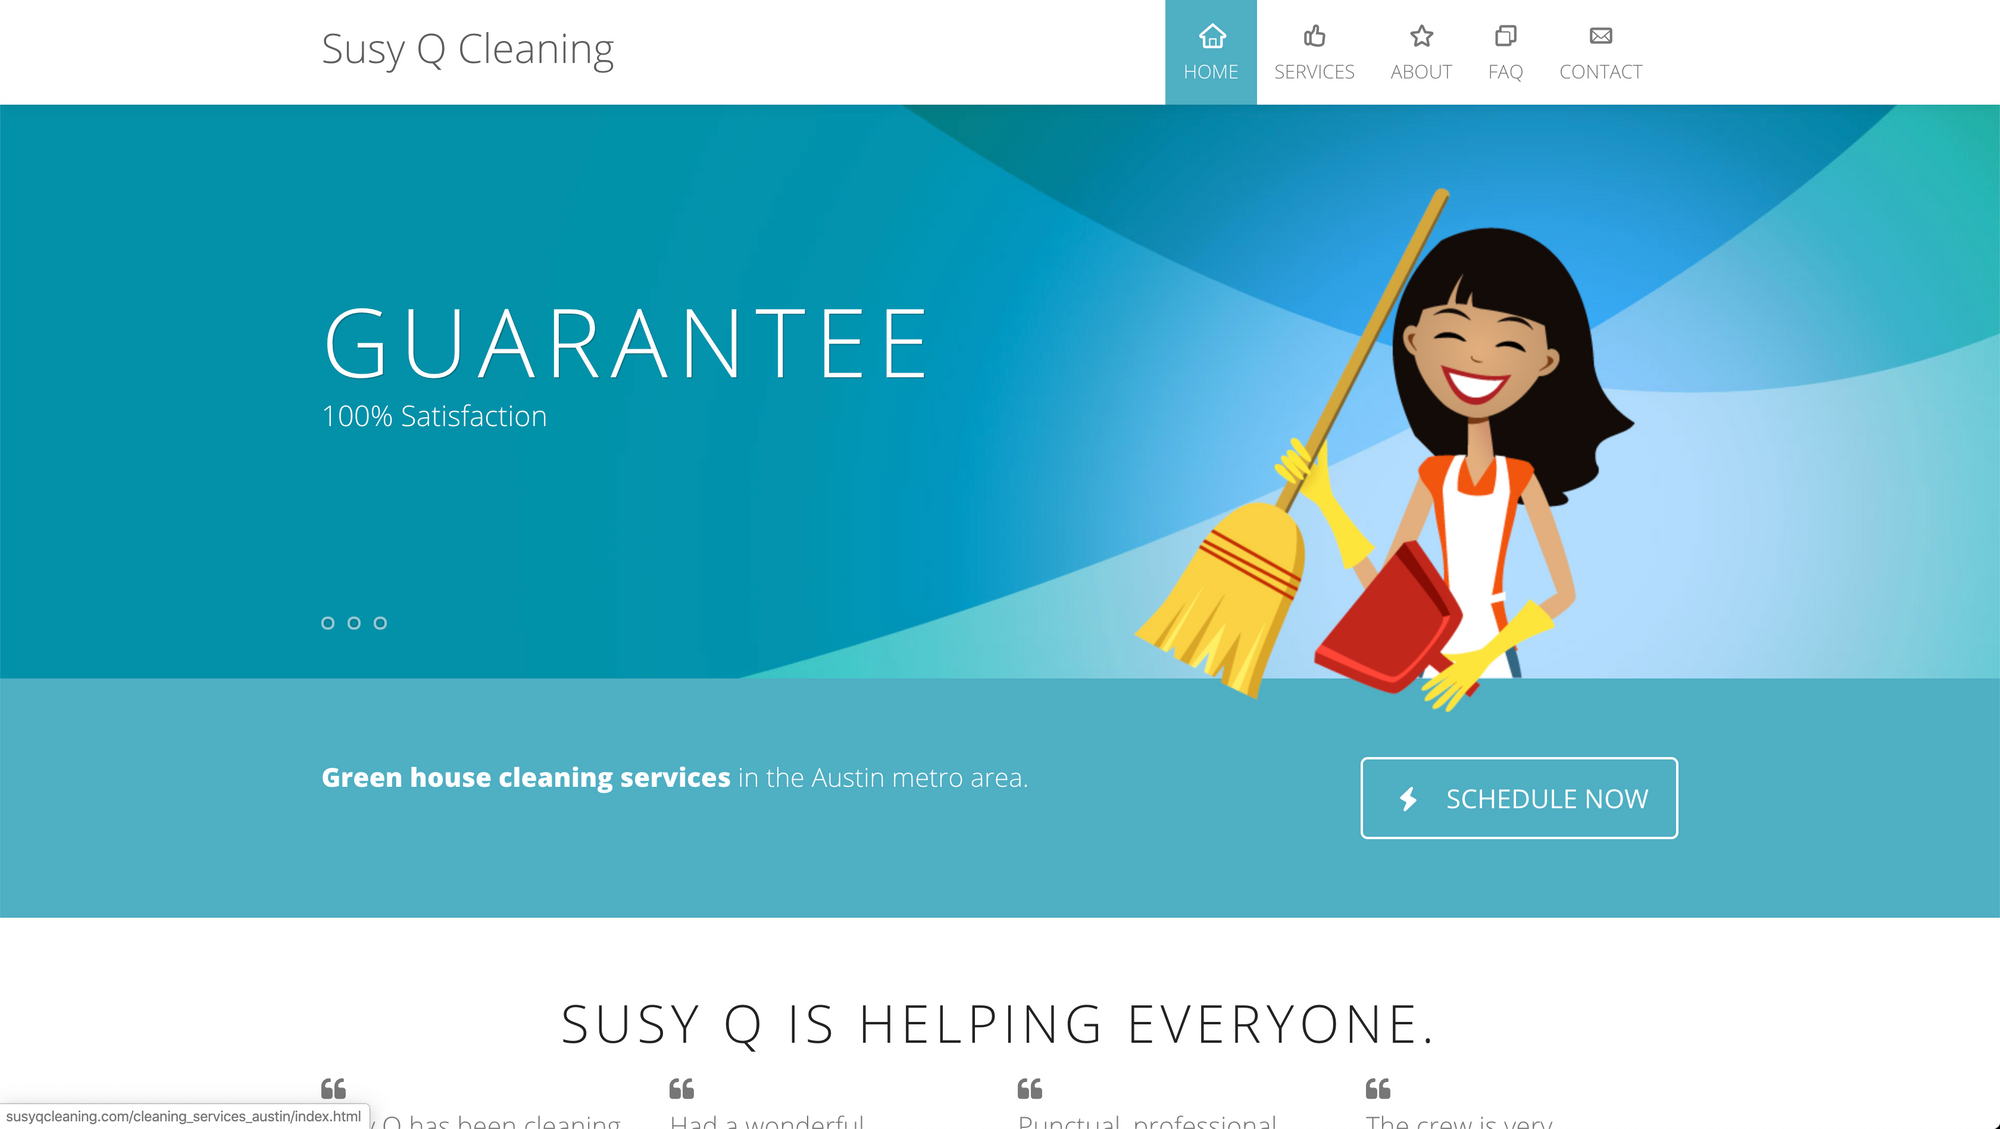 Susy Q Cleaning
HOME
SERVICES
ABOUT
FAQ
CONTACT
GUARANTEE
100% Satisfaction
Green house cleaning services in the Austin metro area.
SCHEDULE NOW
SUSY Q IS HELPING EVERYONE.
Q has been cleaning
Had a wonderful
Punctual, professional
The crew is very
susyqcleaning.com/cleaning_services_austin/index.html